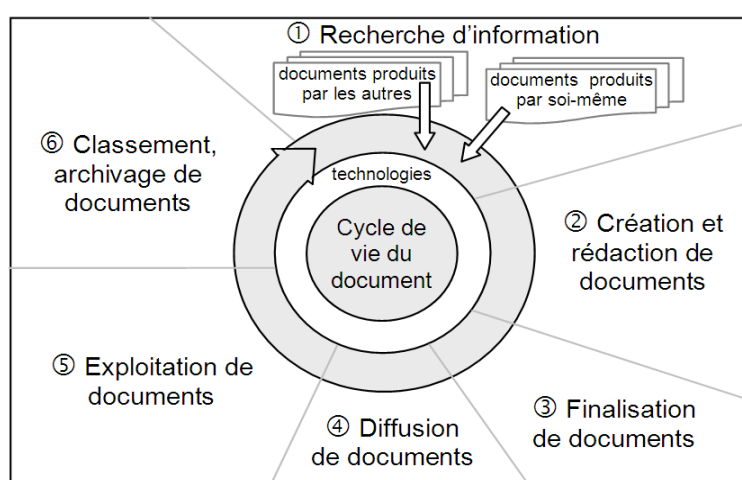 ① Recherche d'information
documents produits
par les autres
documents produits
par soi-même
technologies
Cycle de
vie du
document
② Création et
rédaction de
documents
③ Finalisation
de documents
④ Diffusion
de documents
⑤ Exploitation de
documents
⑥ Classement,
archivage de
documents